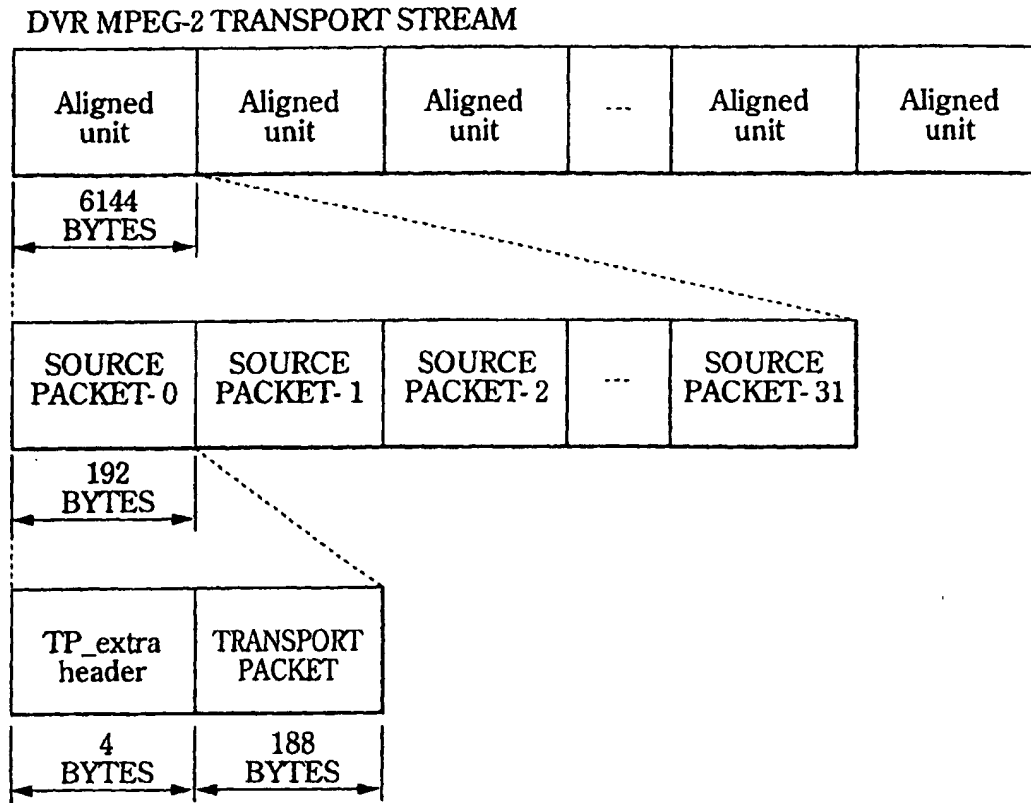 DVR MPEG-2 TRANSPORT STREAM
Aligned unit
Aligned unit
Aligned unit
---
Aligned unit
Aligned unit
6144 BYTES
SOURCE PACKET- 0
SOURCE PACKET- 1
SOURCE PACKET- 2
---
SOURCE PACKET- 31
192 BYTES
TP_extra header
TRANSPORT PACKET
4 BYTES
188 BYTES